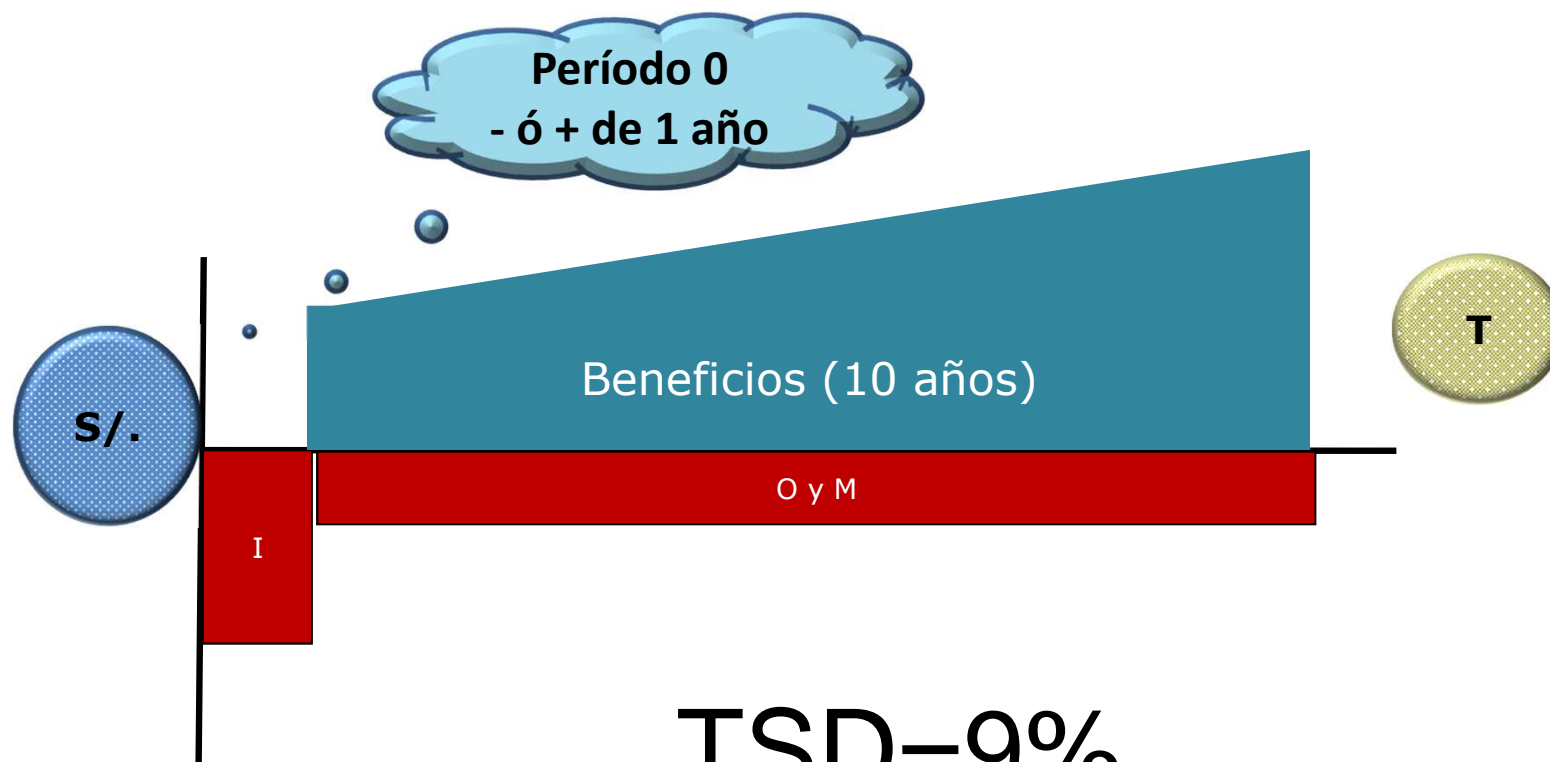 Período 0
- ó + de 1 año
Beneficios (10 años)
T
S/.
O y M
I
TSD=9%